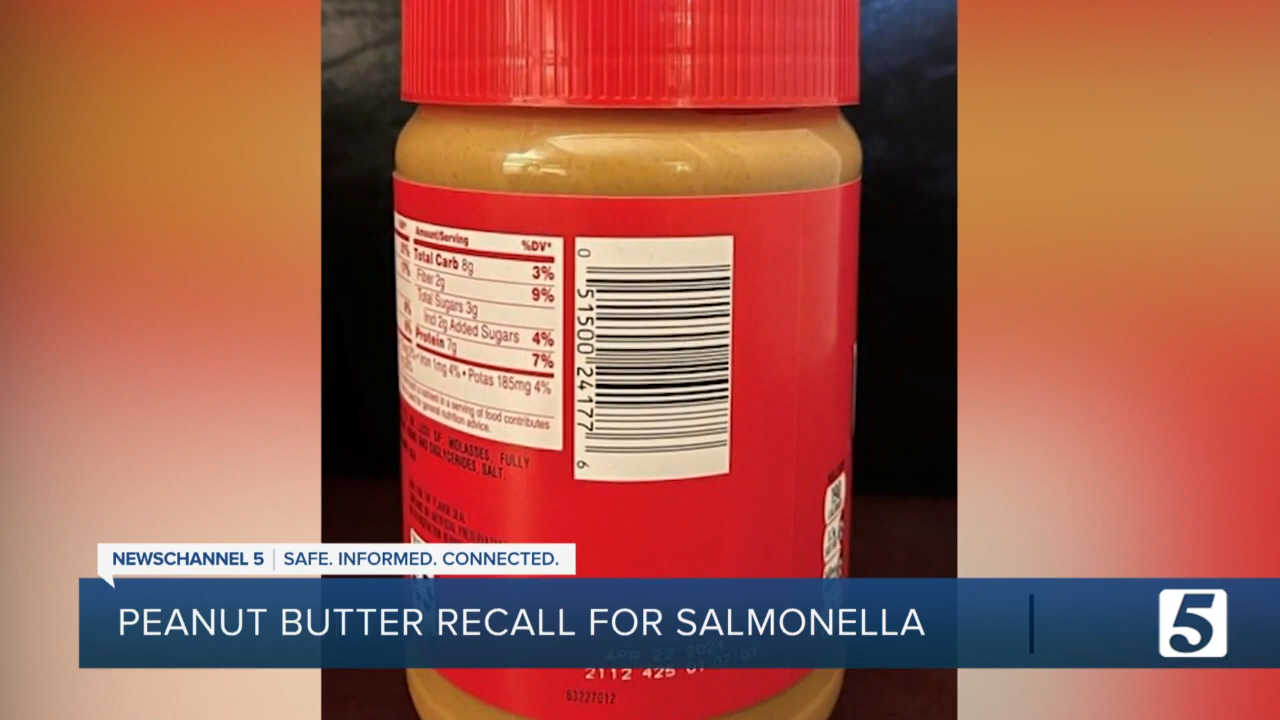 Amount/Serving %DV*
Total Carb 8g 3%
Fiber 2g 9%
Total Sugars 3g
Incl 2g Added Sugars 4%
Protein 7g 7%
Iron 1mg 4% • Potas 185mg 4%
nutrient in a serving of food contributes
general nutrition advice.
OF MOLASSES, FULLY
AND DIGLYCERIDES, SALT.
0 51500 24177 6
NEWSCHANNEL 5 | SAFE. INFORMED. CONNECTED.
PEANUT BUTTER RECALL FOR SALMONELLA
5
APR 22 2024
2112 425
63227012